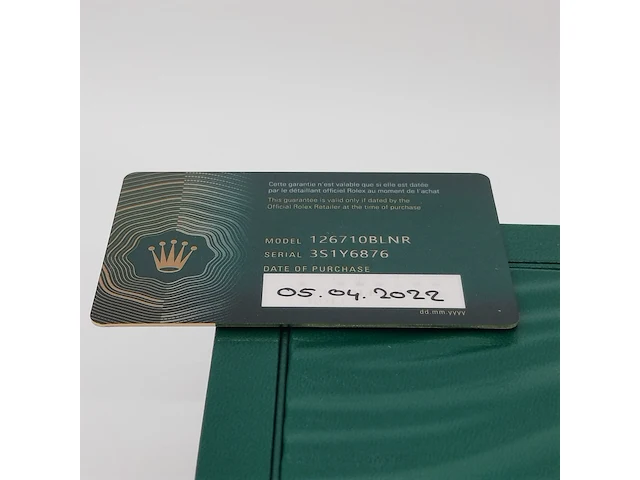 Cette garantie n'est valable que si elle est datée
par le détaillant officiel Rolex au moment de l'achat
This guarantee is valid only if dated by the
Official Rolex Retailer at the time of purchase
MODEL 126710BLNR
SERIAL 3S1Y6876
DATE OF PURCHASE
05.04.2022
dd.mm.yyyy